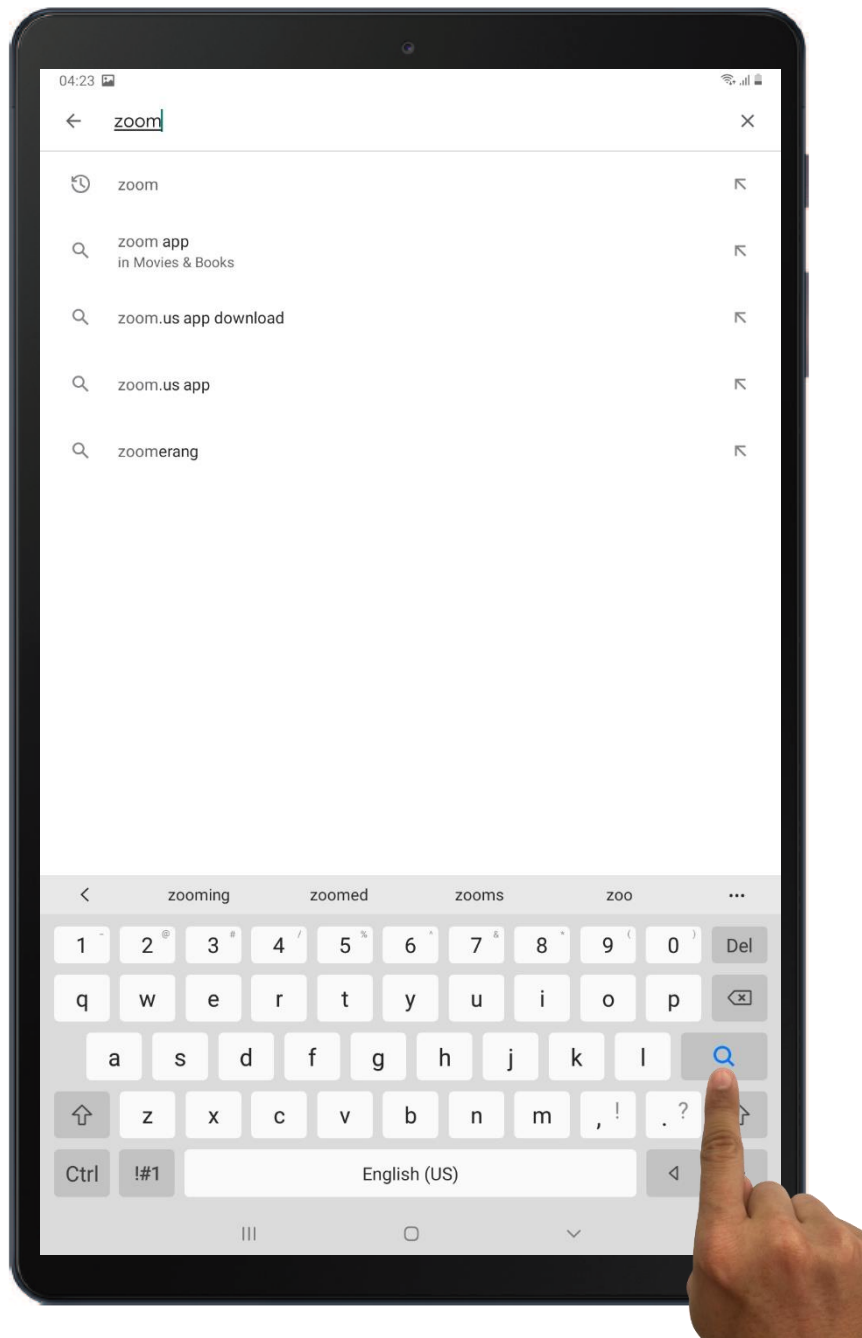 04:23
zoom
zoom
zoom app
in Movies & Books
zoom.us app download
zoom.us app
zoomerang
zooming zoomed zooms zoo ...
1 2 @ 3 # 4 / 5 % 6 ^ 7 & 8 * 9 ( 0 ) Del
q w e r t y u i o p
a s d f g h j k l
z x c v b n m , ! . ?
Ctrl !#1 English (US)